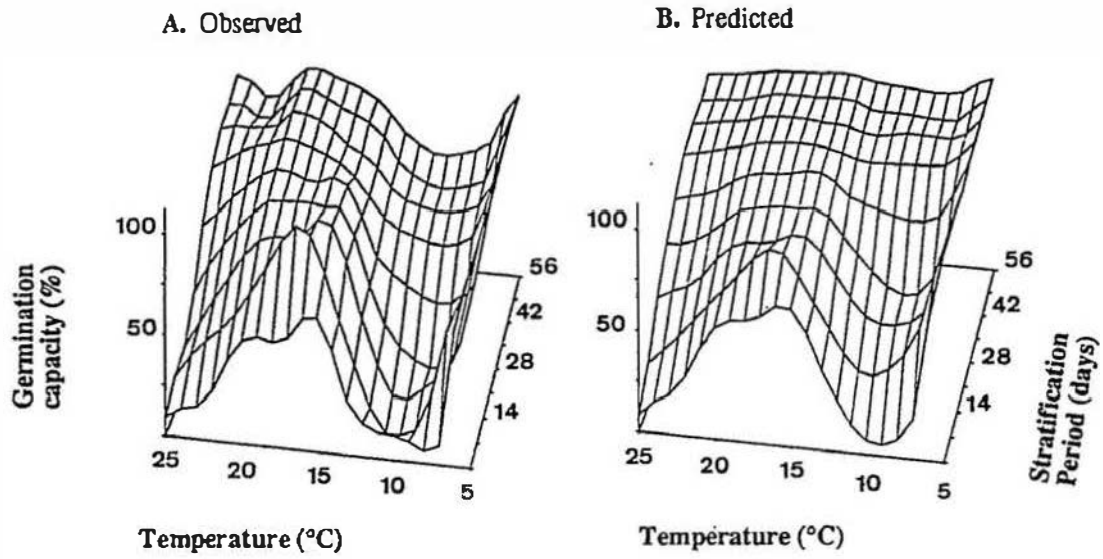 A. Observed
B. Predicted
Germination
capacity (%)
100
50
25
20
15
10
5
56
42
28
14
Temperature (°C)
100
50
25
20
15
10
5
56
42
28
14
Stratification
Period (days)
Temperature (°C)